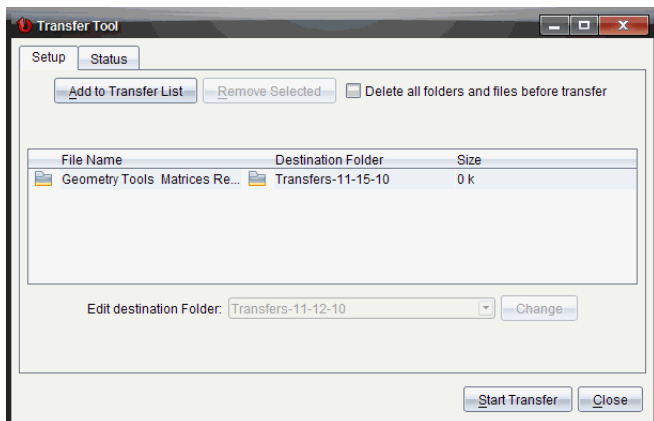 Transfer Tool
Setup Status
Add to Transfer List Remove Selected Delete all folders and files before transfer
File Name Destination Folder Size
Geometry Tools Matrices Re... Transfers-11-15-10 0 k
Edit destination Folder: Transfers-11-12-10 Change
Start Transfer Close